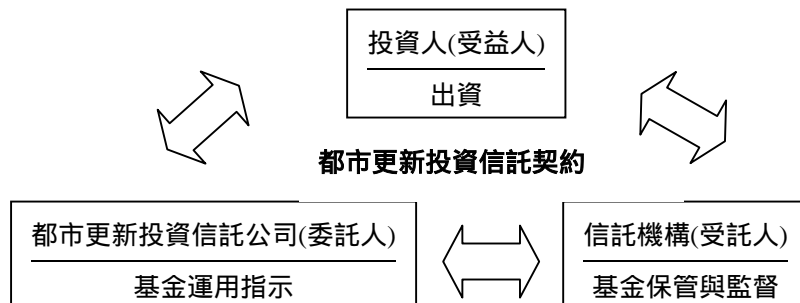 投資人(受益人)
出資
都市更新投資信託契約
都市更新投資信託公司(委託人)
基金運用指示
信託機構(受託人)
基金保管與監督